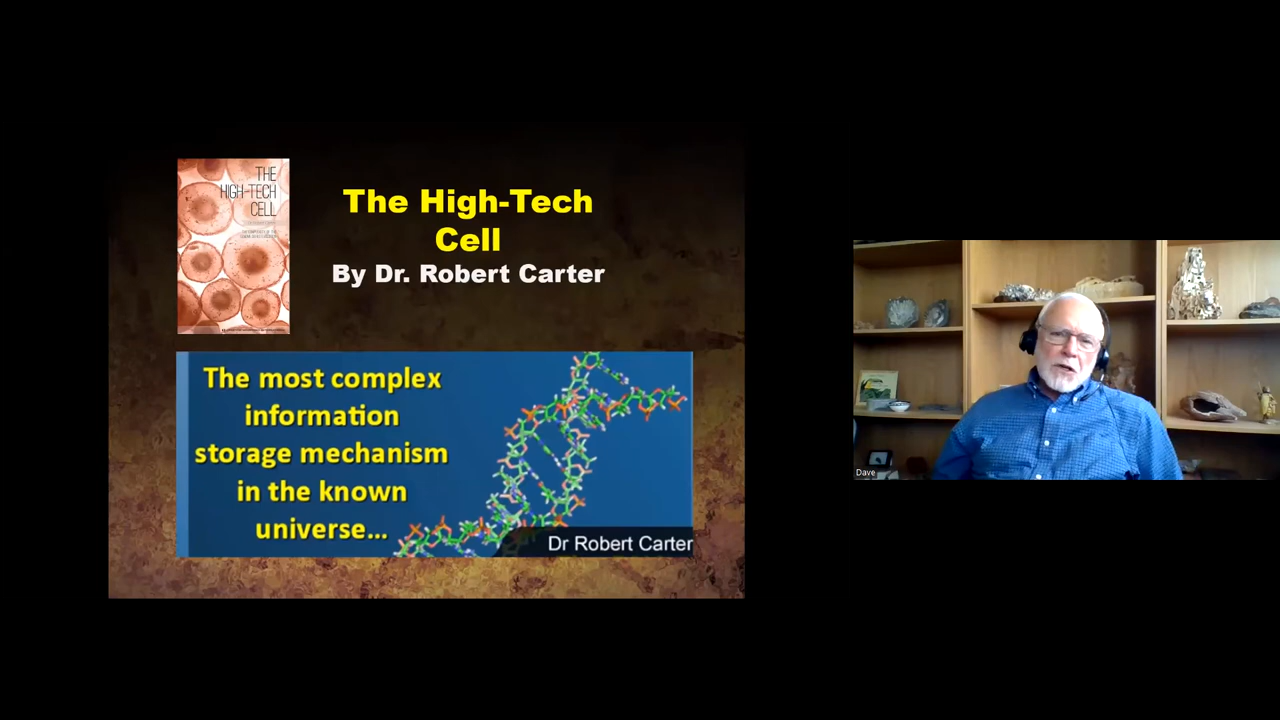 THE
HIGH-TECH
CELL
The High-Tech
Cell
By Dr. Robert Carter
The most complex
information
storage mechanism
in the known
universe...
Dr Robert Carter
Dave